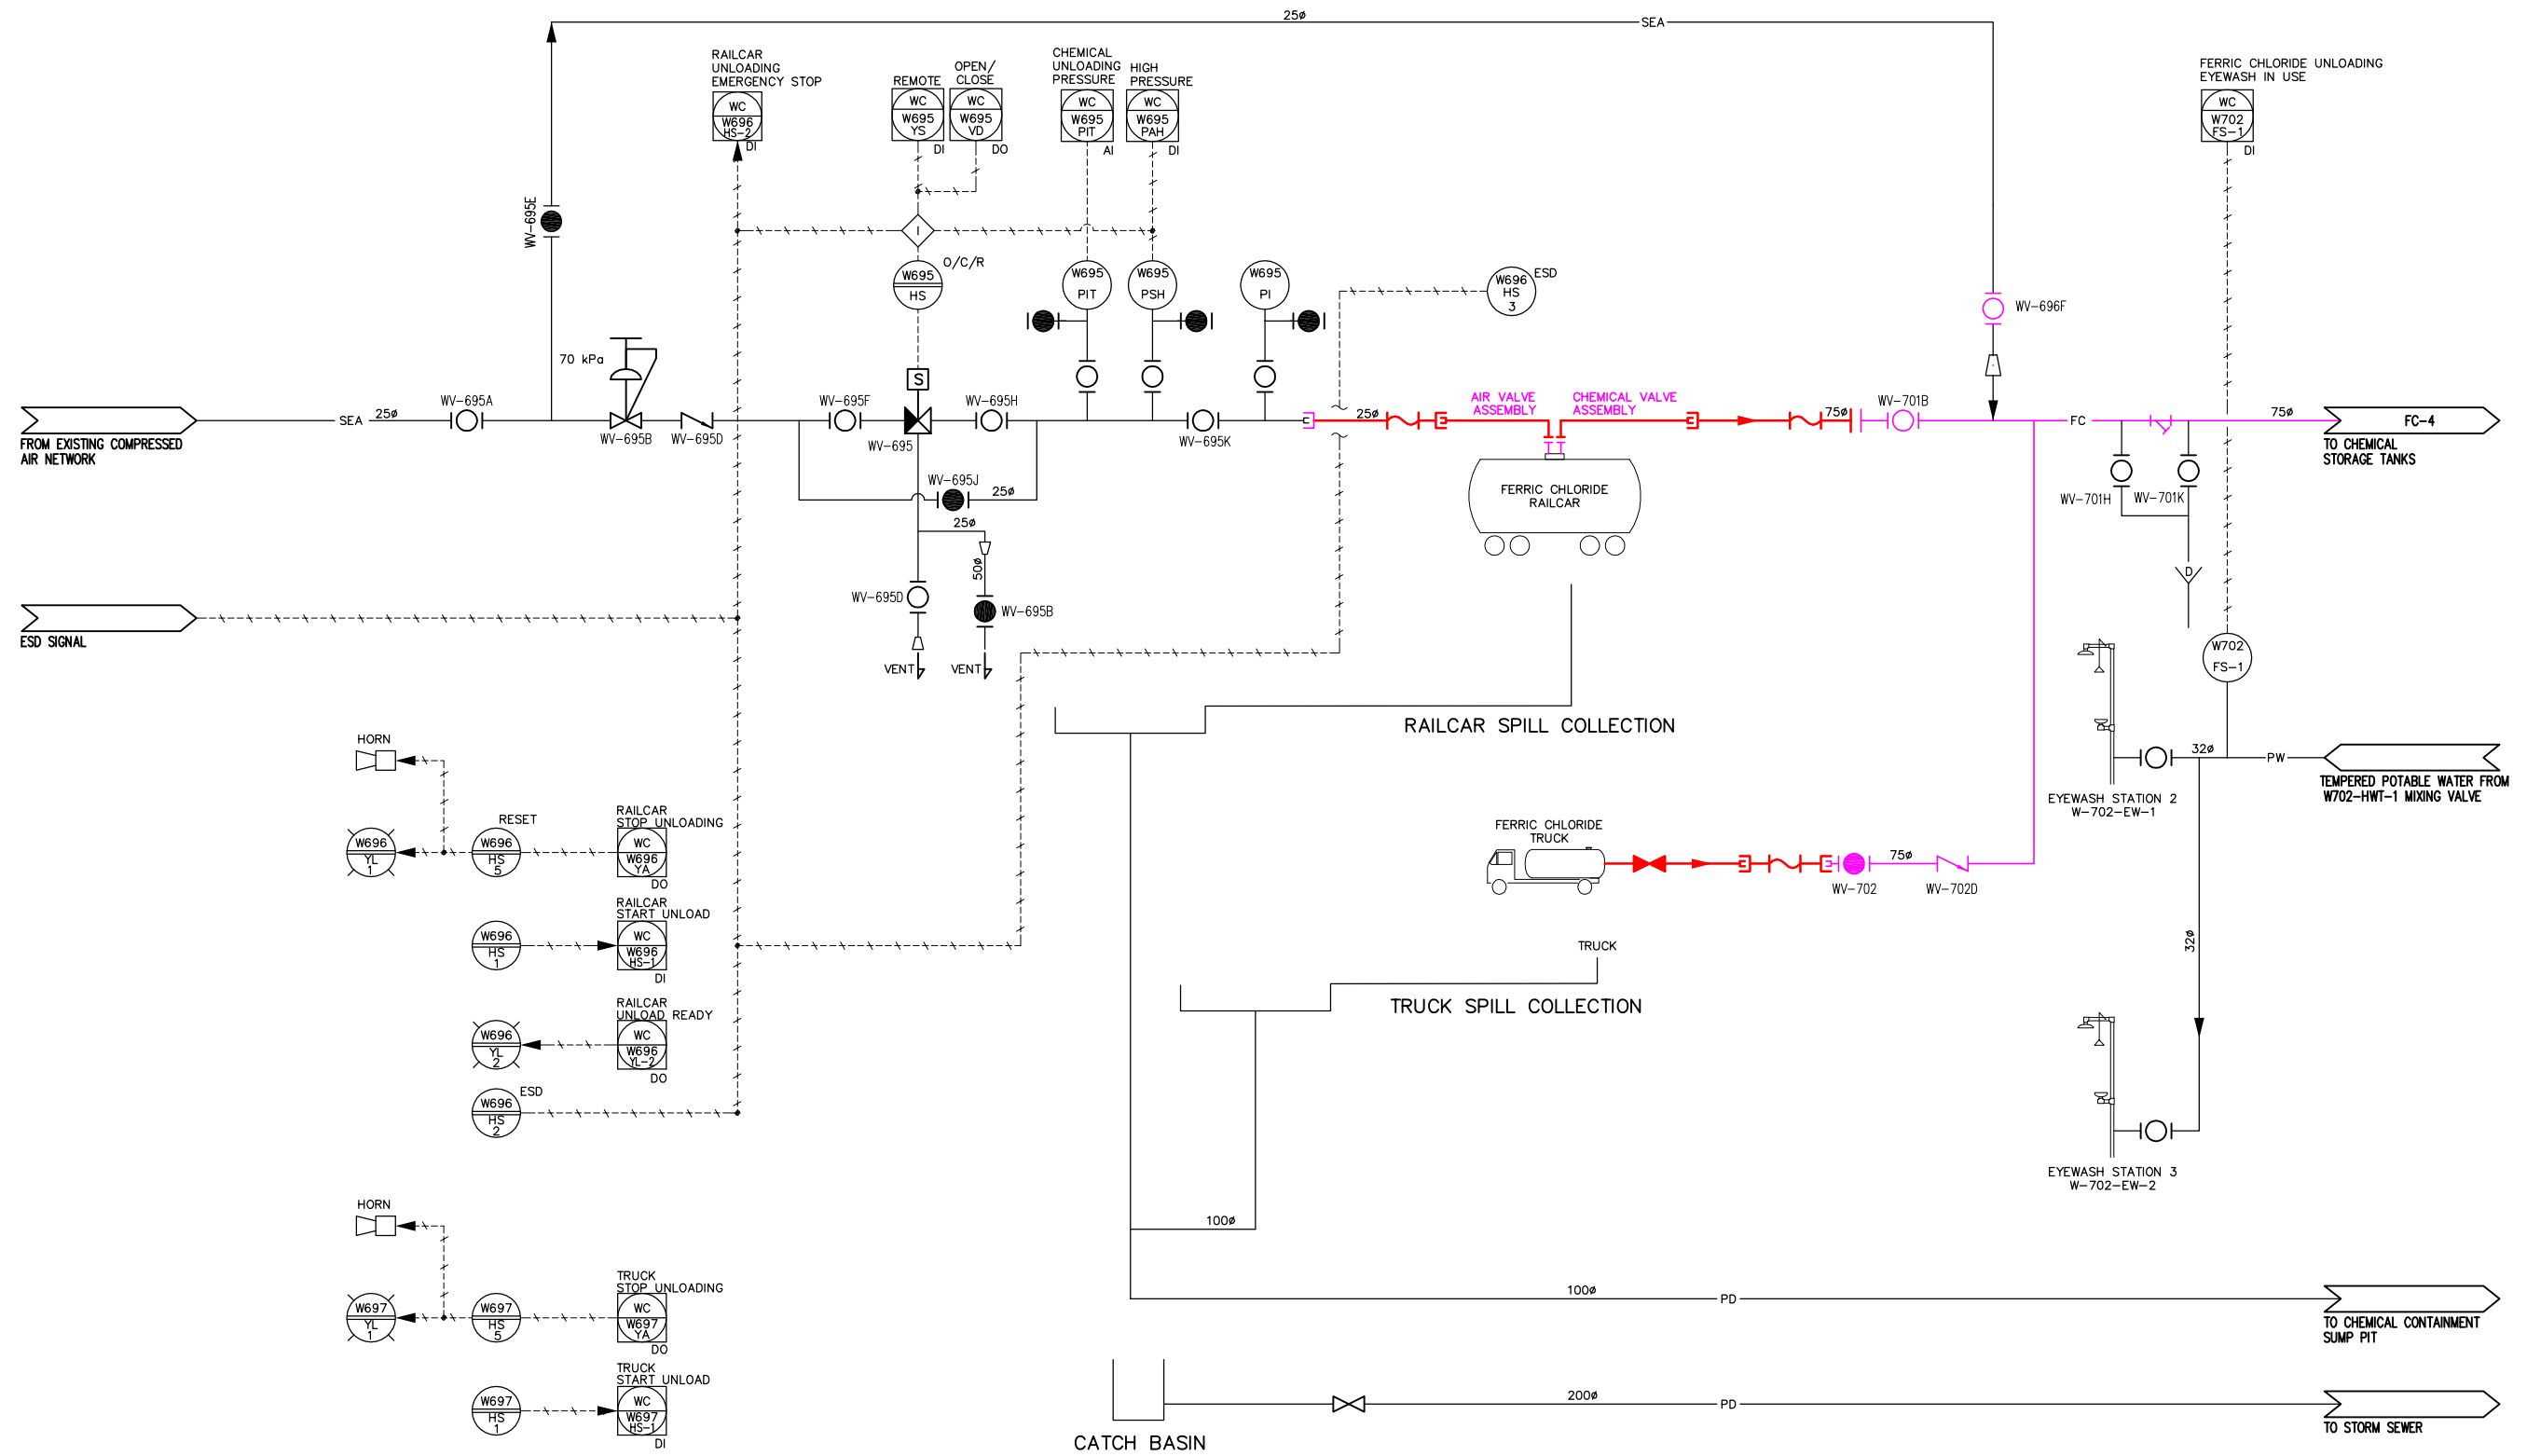 25ø
SEA
RAILCAR
UNLOADING
EMERGENCY STOP
WC
W696
HS-2
DI
REMOTE
WC
W695
YS
DI
OPEN/
CLOSE
WC
W695
VD
DO
CHEMICAL
UNLOADING
PRESSURE
WC
W695
PIT
AI
HIGH
PRESSURE
WC
W695
PAH
DI
FERRIC CHLORIDE UNLOADING
EYEWASH IN USE
WC
W702
FS-1
DI
WV-695E
I
O/C/R
W695
HS
W695
PIT
W695
PSH
W695
PI
W696
HS
3
ESD
WV-696F
70 kPa
S
FROM EXISTING COMPRESSED
AIR NETWORK
SEA
25ø
WV-695A
WV-695B
WV-695D
WV-695F
WV-695
WV-695H
WV-695J
25ø
WV-695K
25ø
AIR VALVE
ASSEMBLY
CHEMICAL VALVE
ASSEMBLY
75ø
WV-701B
FC
75ø
FC-4
TO CHEMICAL
STORAGE TANKS
FERRIC CHLORIDE
RAILCAR
WV-701H
WV-701K
D
25ø
50ø
WV-695D
WV-695B
VENT
VENT
ESD SIGNAL
W702
FS-1
RAILCAR SPILL COLLECTION
32ø
PW
TEMPERED POTABLE WATER FROM
W702-HWT-1 MIXING VALVE
EYEWASH STATION 2
W-702-EW-1
HORN
W696
YL
1
RESET
W696
HS
5
RAILCAR
STOP UNLOADING
WC
W696
YA
DO
FERRIC CHLORIDE
TRUCK
WV-702
75ø
WV-702D
W696
HS
1
RAILCAR
START UNLOAD
WC
W696
HS-1
DI
TRUCK
32ø
TRUCK SPILL COLLECTION
W696
YL
2
RAILCAR
UNLOAD READY
WC
W696
YL-2
DO
W696
HS
2
ESD
EYEWASH STATION 3
W-702-EW-2
HORN
100ø
W697
YL
1
W697
HS
5
TRUCK
STOP UNLOADING
WC
W697
YA
DO
100ø
PD
TO CHEMICAL CONTAINMENT
SUMP PIT
W697
HS
1
TRUCK
START UNLOAD
WC
W697
HS-1
DI
200ø
PD
TO STORM SEWER
CATCH BASIN